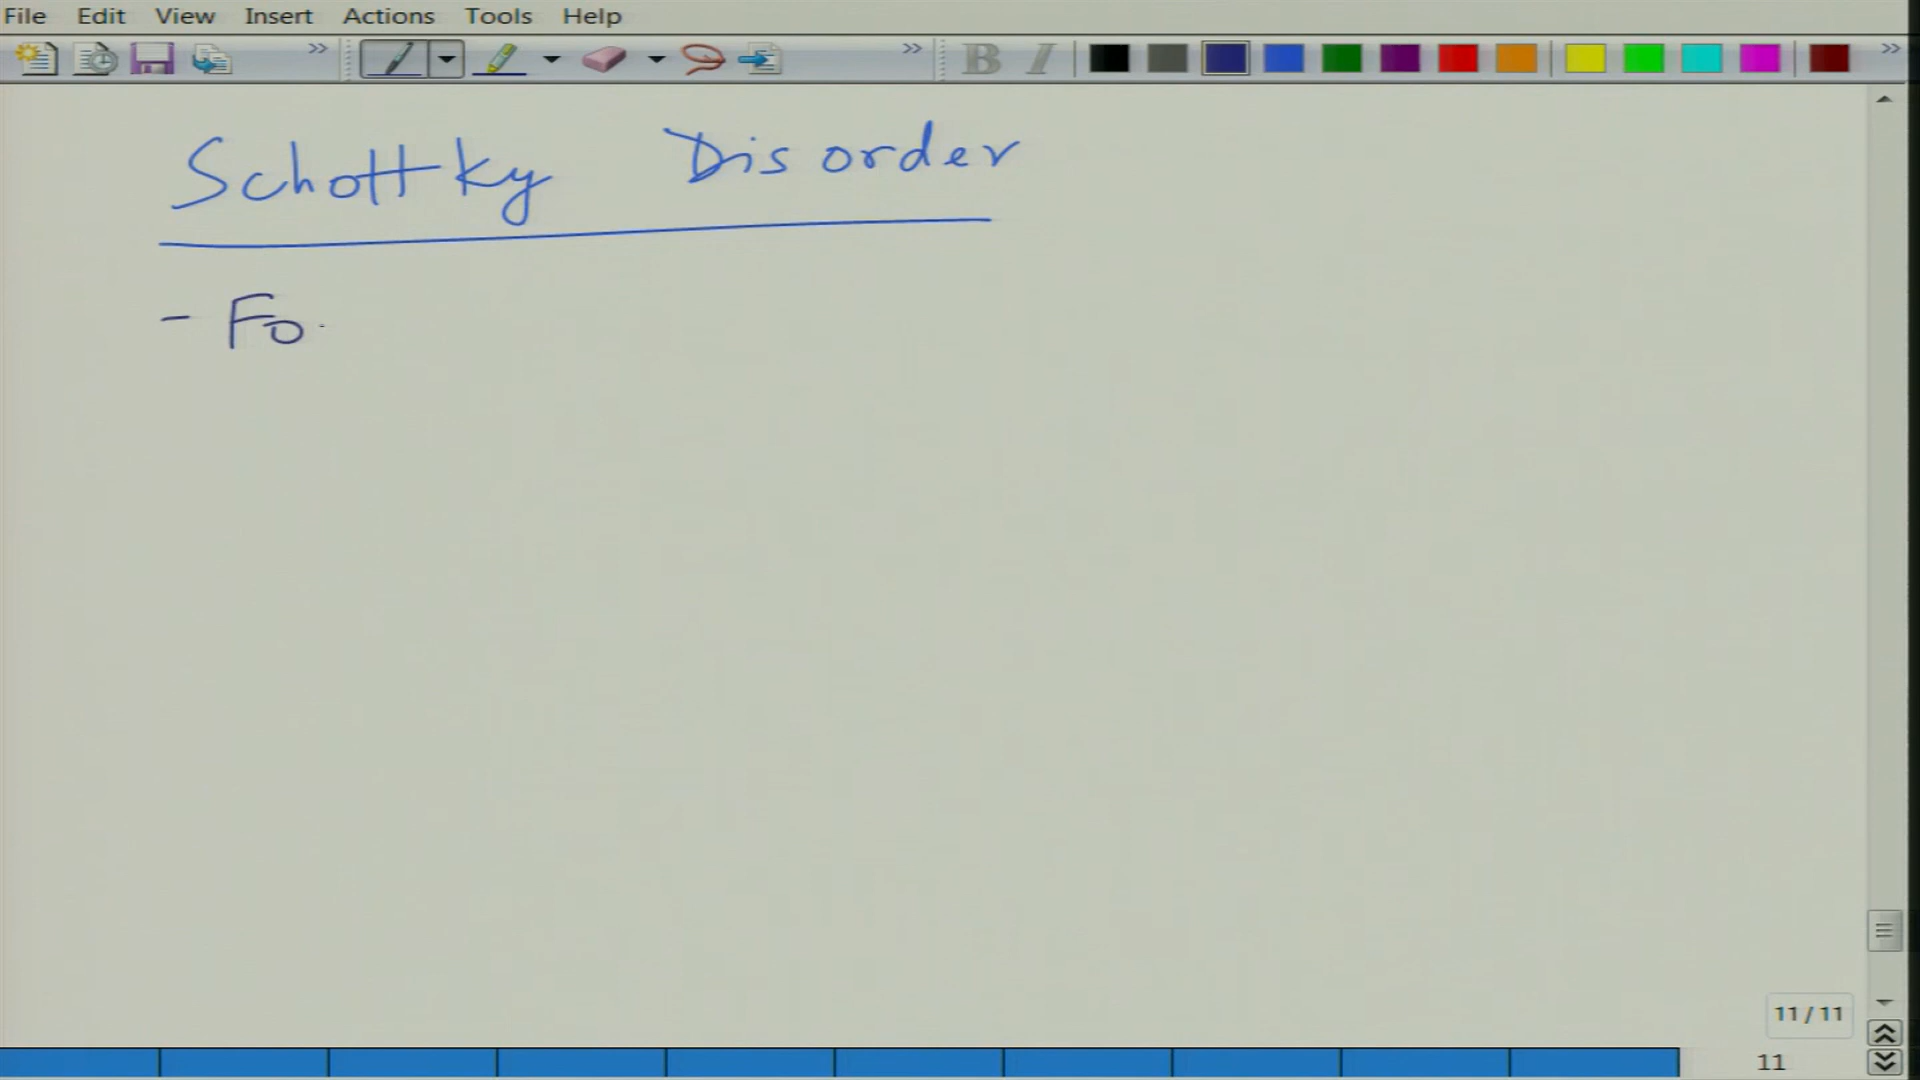 File Edit View Insert Actions Tools Help
B I
Schottky Disorder
- Fo
11 / 11
11